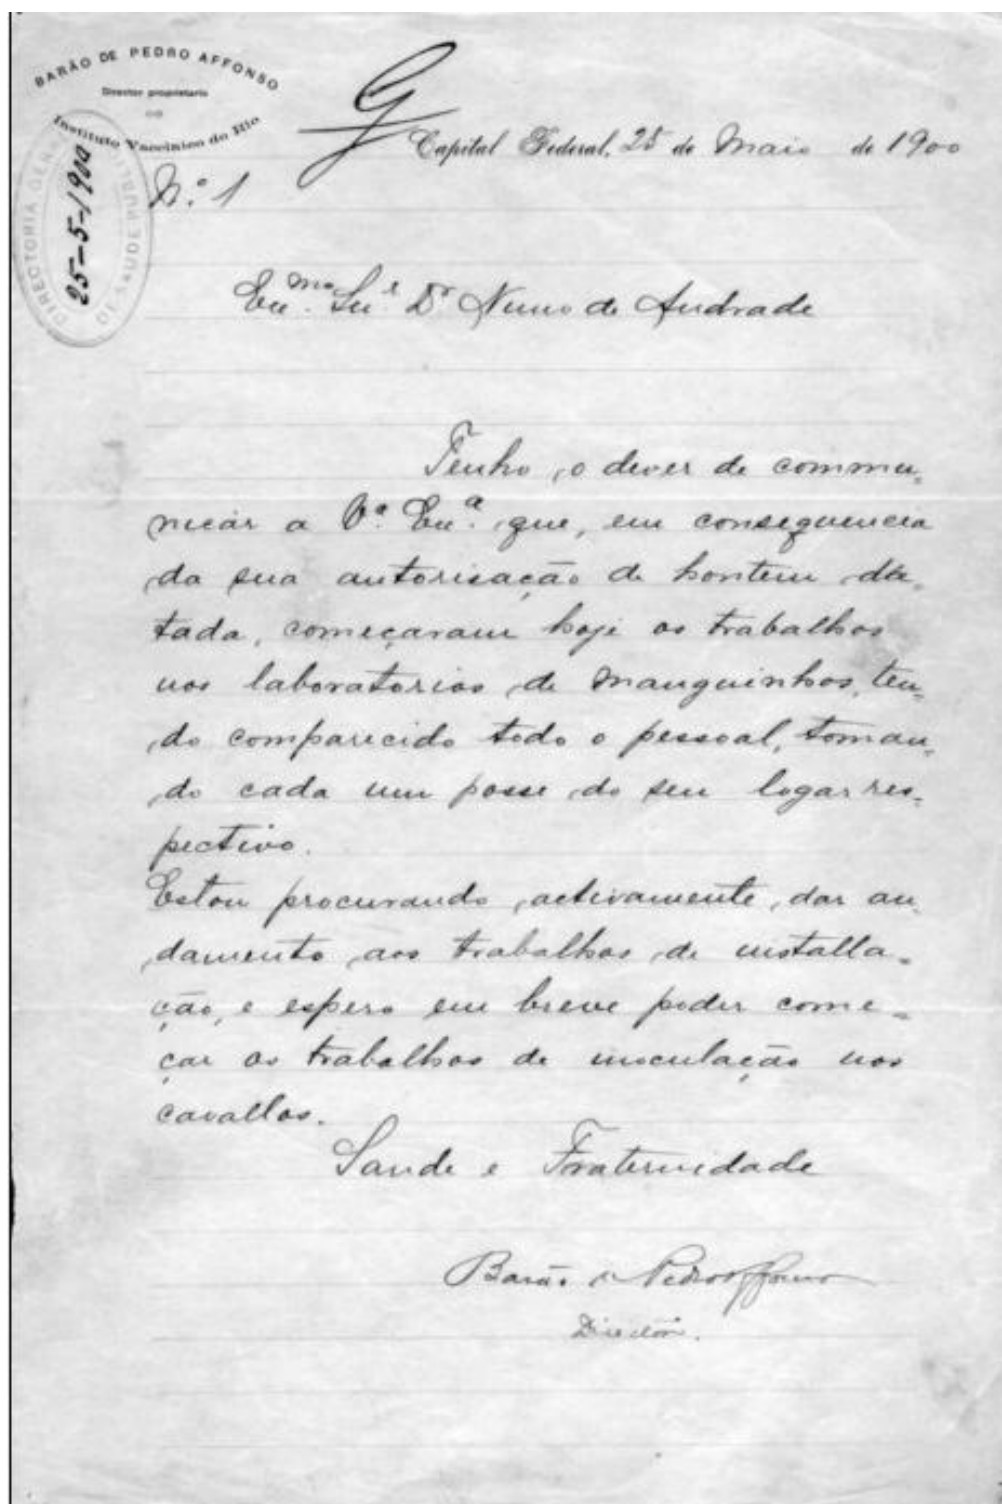 BARÃO DE PEDRO AFFONSO
Director proprietario
Instituto Vaccinico do Rio
DIRECTORIA GERAL DE SAUDE PUBLICA
25-5-1900
G
Capital Federal, 25 de Maio de 1900
N.º 1
Ex.mo Snr. Dr Nuno de Andrade
Tenho o dever de commu-
nicar a V.ª Ex.ª que, em consequencia
da sua autorisação de hontem da-
tada, começaram hoje os trabalhos
nos laboratorios de Manguinhos, ten-
do comparecido todo o pessoal, toman-
do cada um posse do seu logar res-
pectivo.
Estou procurando activamente dar an-
damento aos trabalhos de installa-
ção, e espero em breve poder come-
çar os trabalhos de inoculação nos
cavallos.
Saude e Fraternidade
Barão de Pedro Affonso
Director.